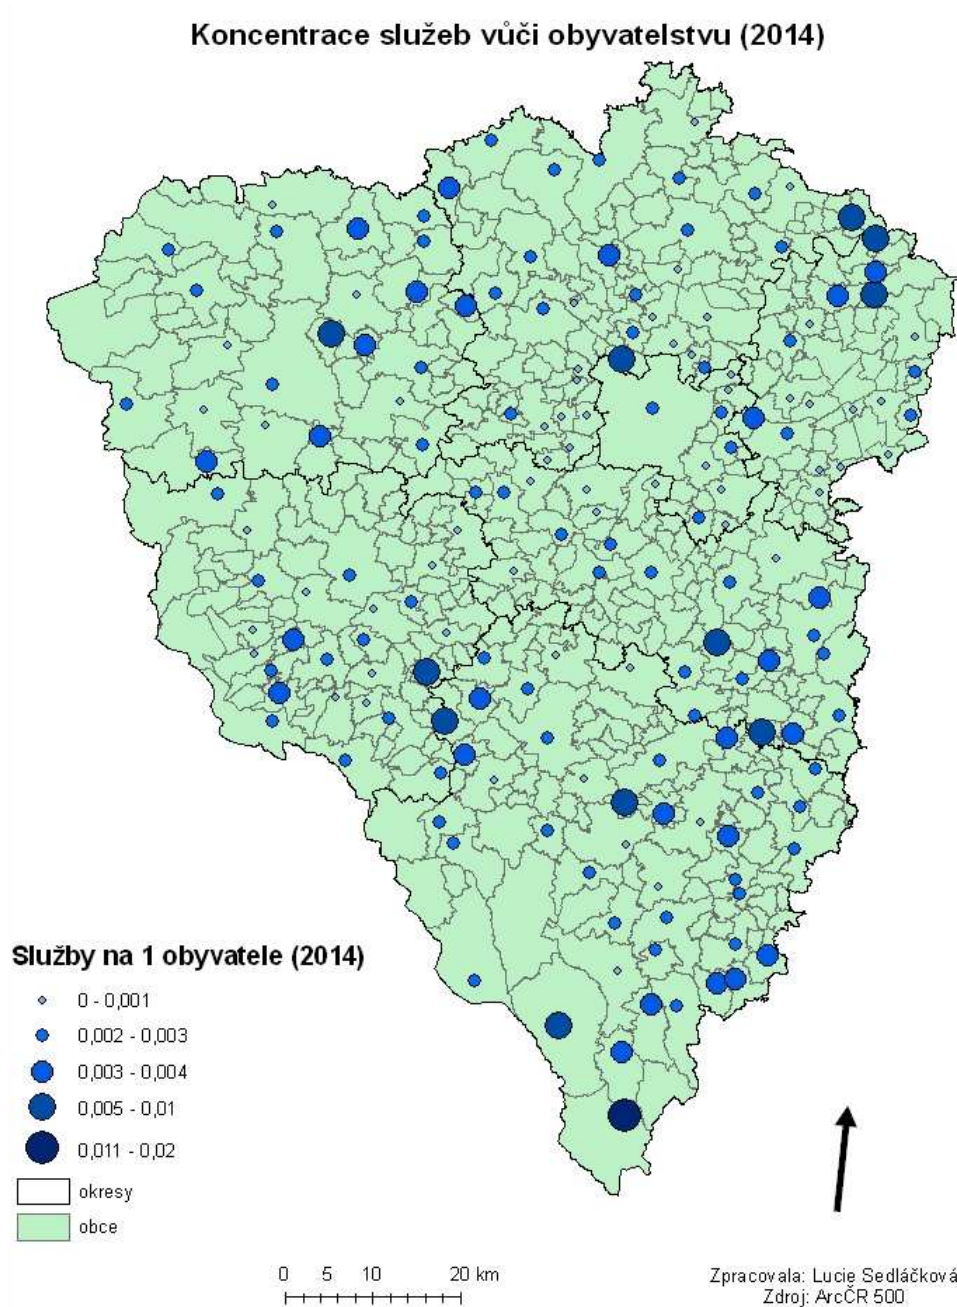 Koncentrace služeb vůči obyvatelstvu (2014)
Služby na 1 obyvatele (2014)
0 - 0,001
0,002 - 0,003
0,003 - 0,004
0,005 - 0,01
0,011 - 0,02
okresy
obce
0 5 10 20 km
Zpracovala: Lucie Sedláčková
Zdroj: ArcČR 500